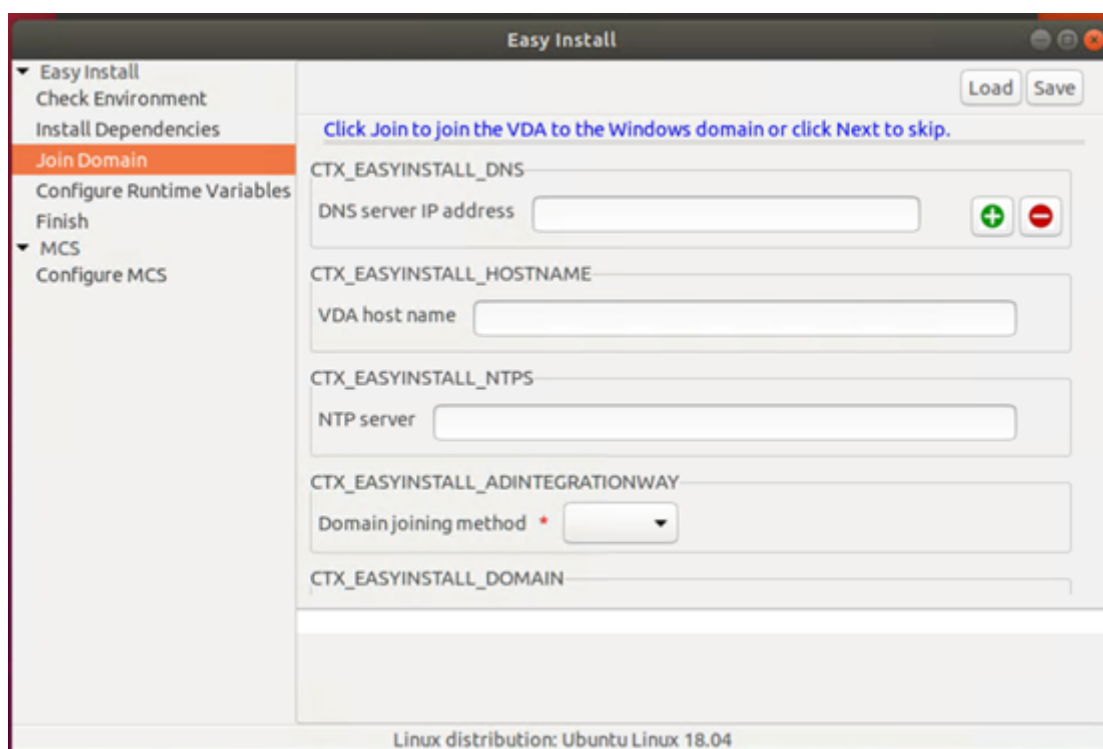 Easy Install
Easy Install
Check Environment
Install Dependencies
Join Domain
Configure Runtime Variables
Finish
MCS
Configure MCS
Load Save
Click Join to join the VDA to the Windows domain or click Next to skip.
CTX_EASYINSTALL_DNS
DNS server IP address
CTX_EASYINSTALL_HOSTNAME
VDA host name
CTX_EASYINSTALL_NTPS
NTP server
CTX_EASYINSTALL_ADINTEGRATIONWAY
Domain joining method *
CTX_EASYINSTALL_DOMAIN
Linux distribution: Ubuntu Linux 18.04